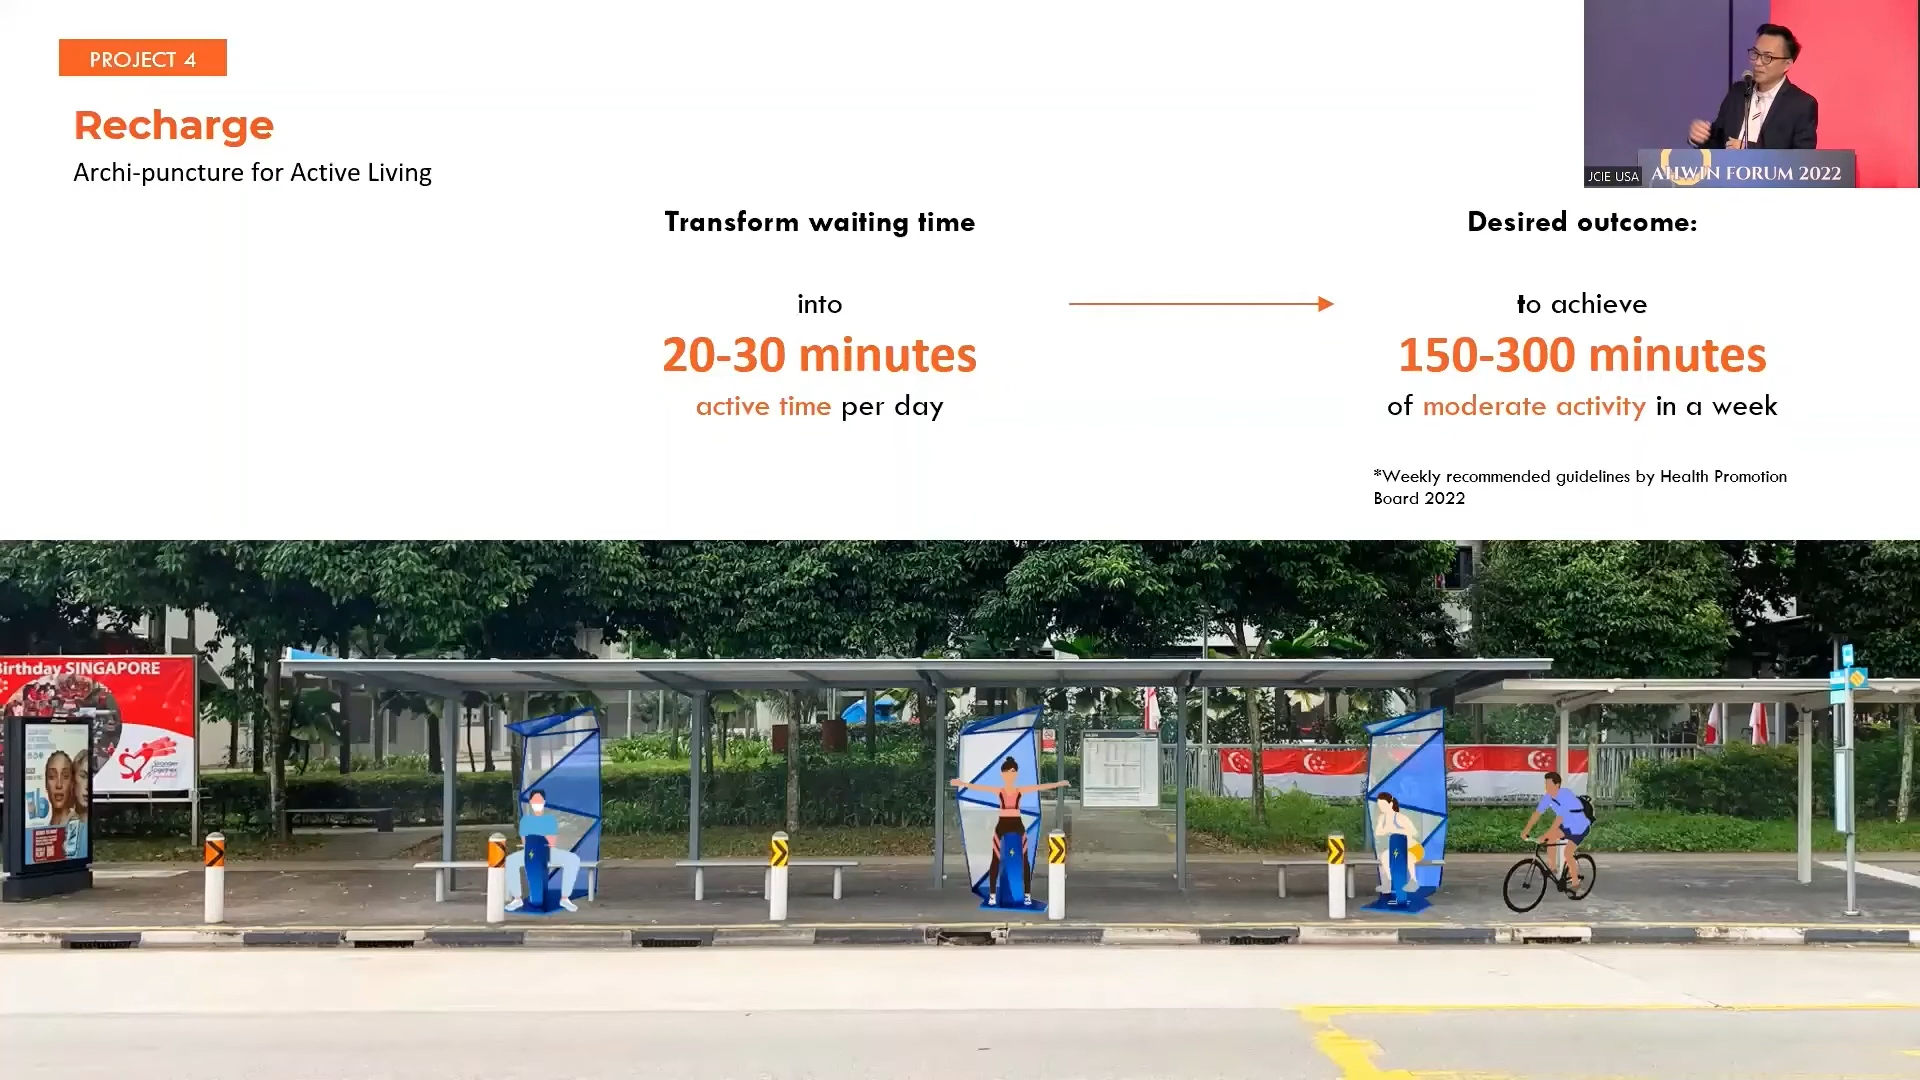 PROJECT 4
Recharge
Archi-puncture for Active Living
JCIE USA
AHWIN FORUM 2022
Transform waiting time
into
20-30 minutes
active time per day
Desired outcome:
to achieve
150-300 minutes
of moderate activity in a week
*Weekly recommended guidelines by Health Promotion
Board 2022
Birthday SINGAPORE